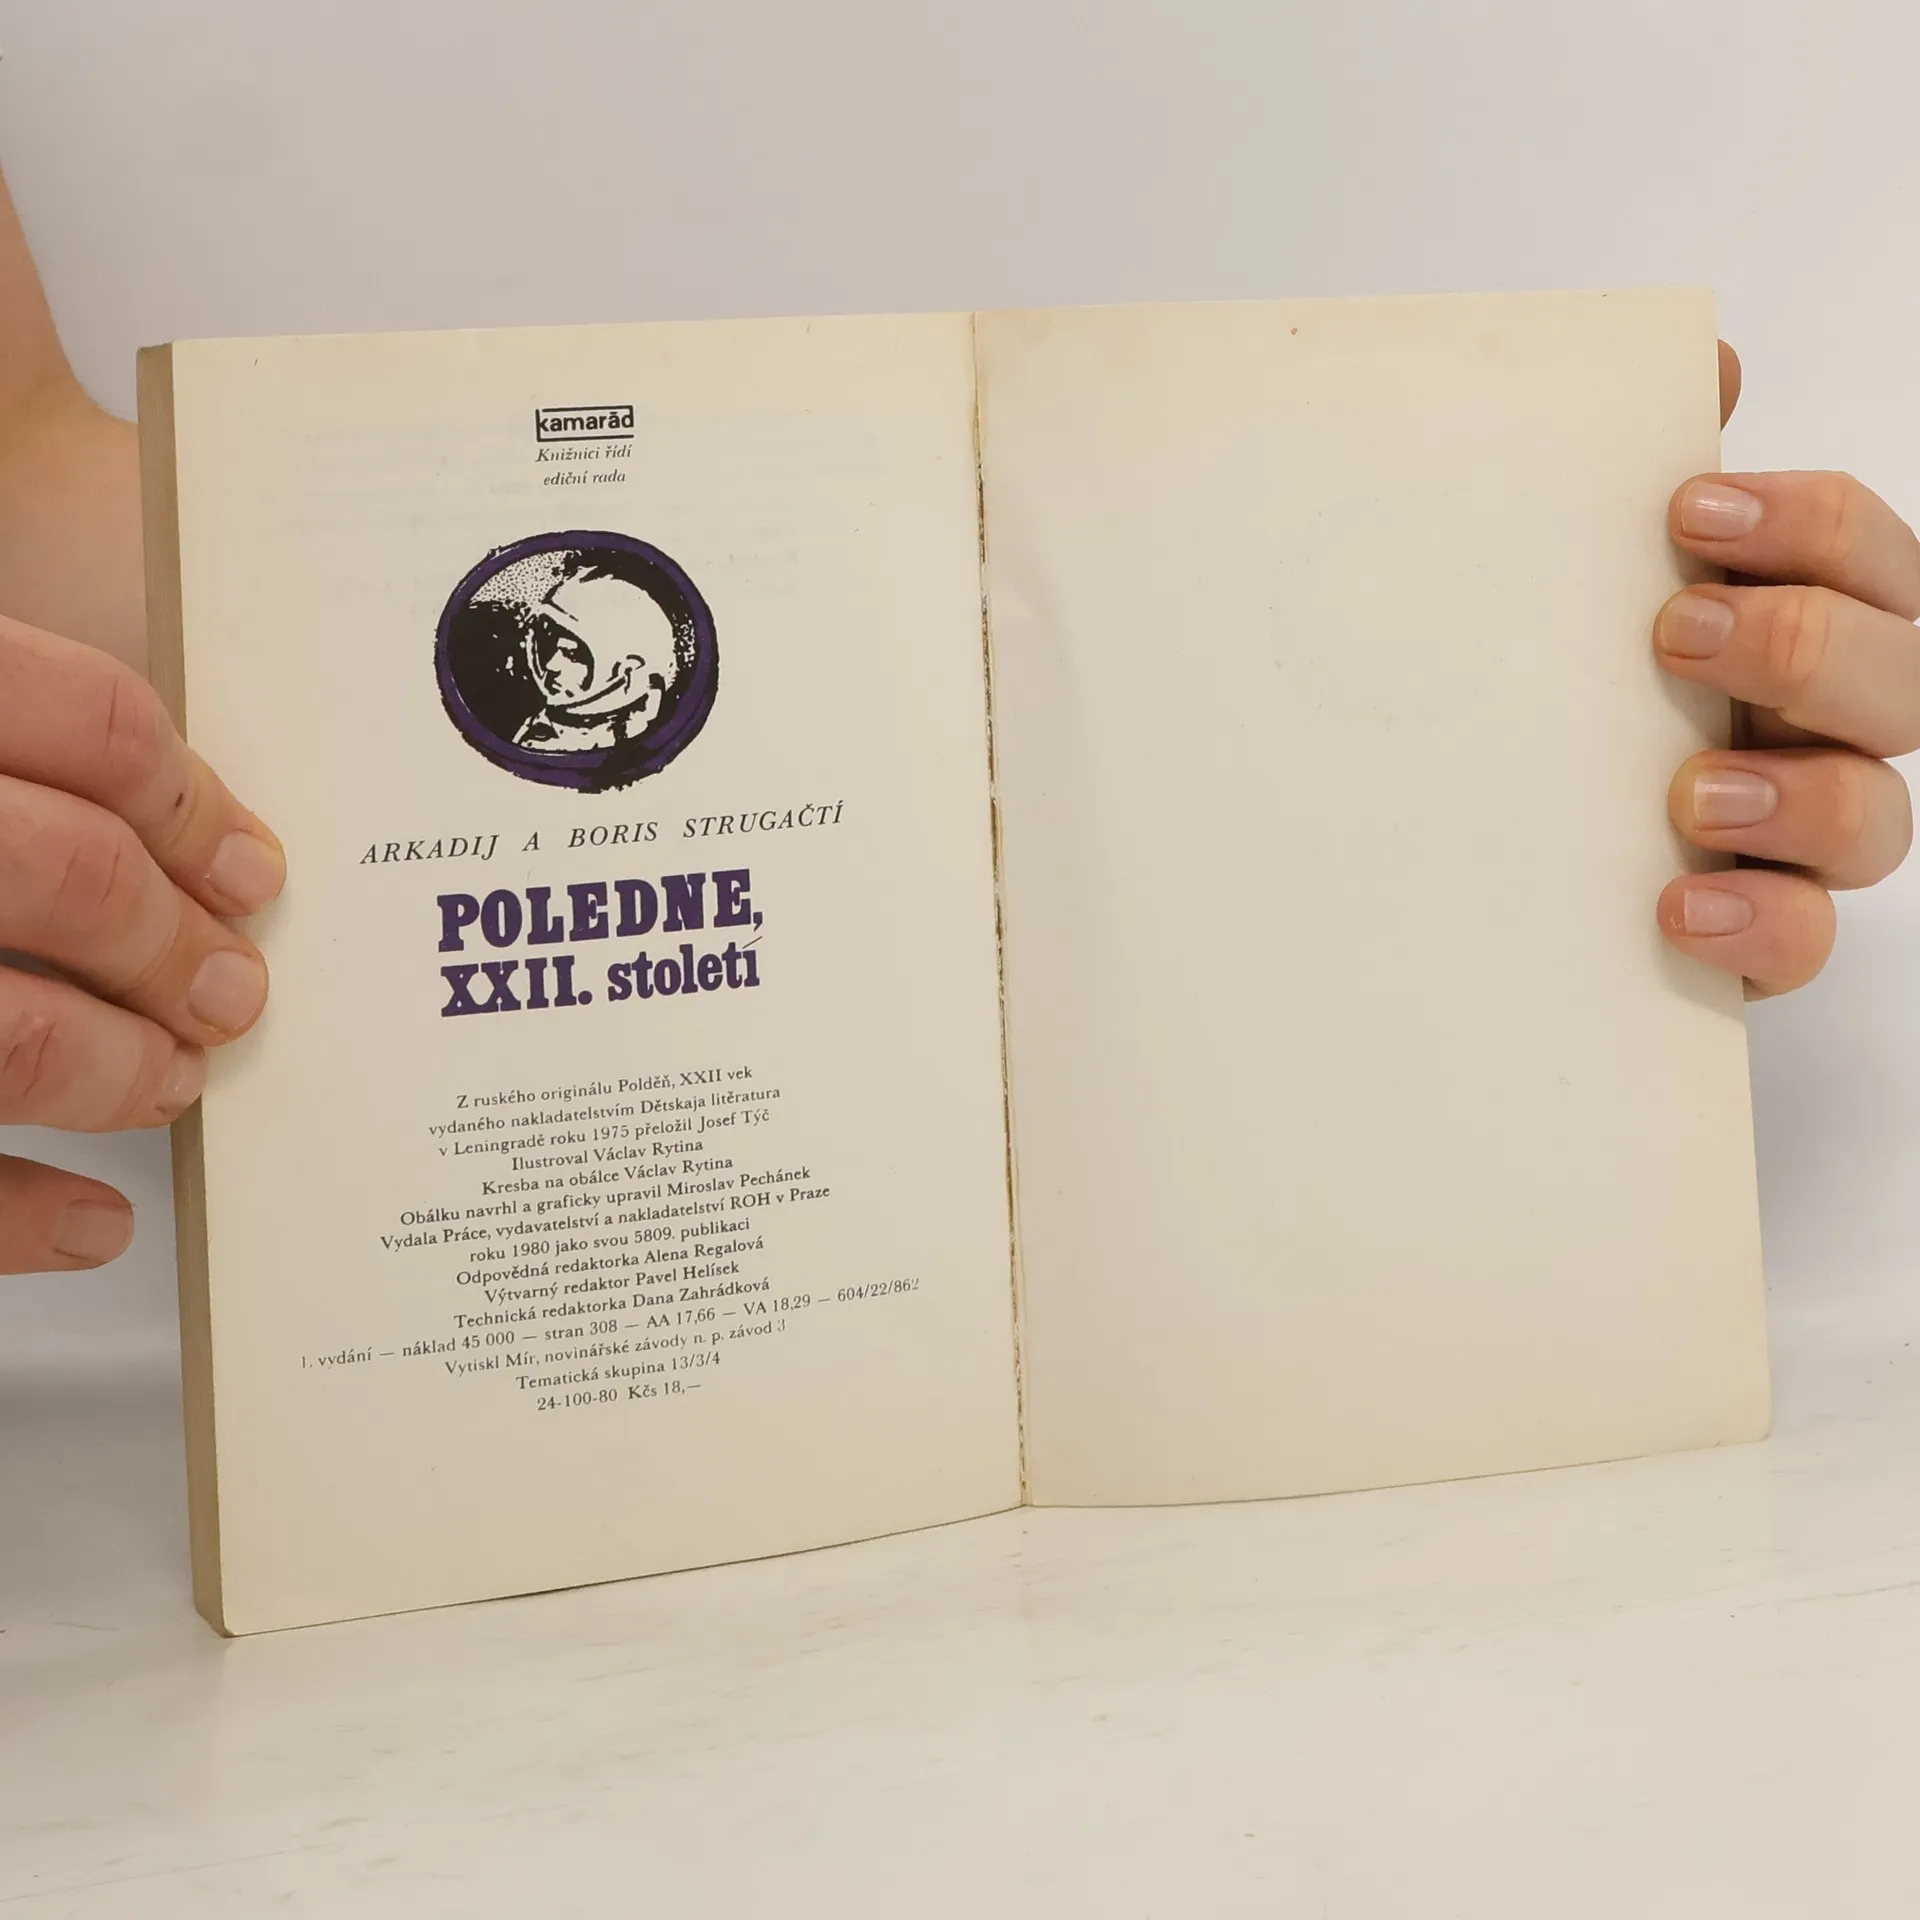 kamarād
Knižnici řídí
ediční rada
ARKADIJ A BORIS STRUGAČTÍ
POLEDNE,
XXII. století
Z ruského originálu Polděň, XXII vek
vydaného nakladatelstvím Dětskaja litěratura
v Leningradě roku 1975 přeložil Josef Týč
Ilustroval Václav Rytina
Kresba na obálce Václav Rytina
Obálku navrhl a graficky upravil Miroslav Pechánek
Vydala Práce, vydavatelství a nakladatelství ROH v Praze
roku 1980 jako svou 5809. publikaci
Odpovědná redaktorka Alena Regalová
Výtvarný redaktor Pavel Helísek
Technická redaktorka Dana Zahrádková
1. vydání — náklad 45 000 — stran 308 — AA 17,66 — VA 18,29 — 604/22/862
Vytiskl Mír, novinářské závody n. p. závod 3
Tematická skupina 13/3/4
24-100-80 Kčs 18,—